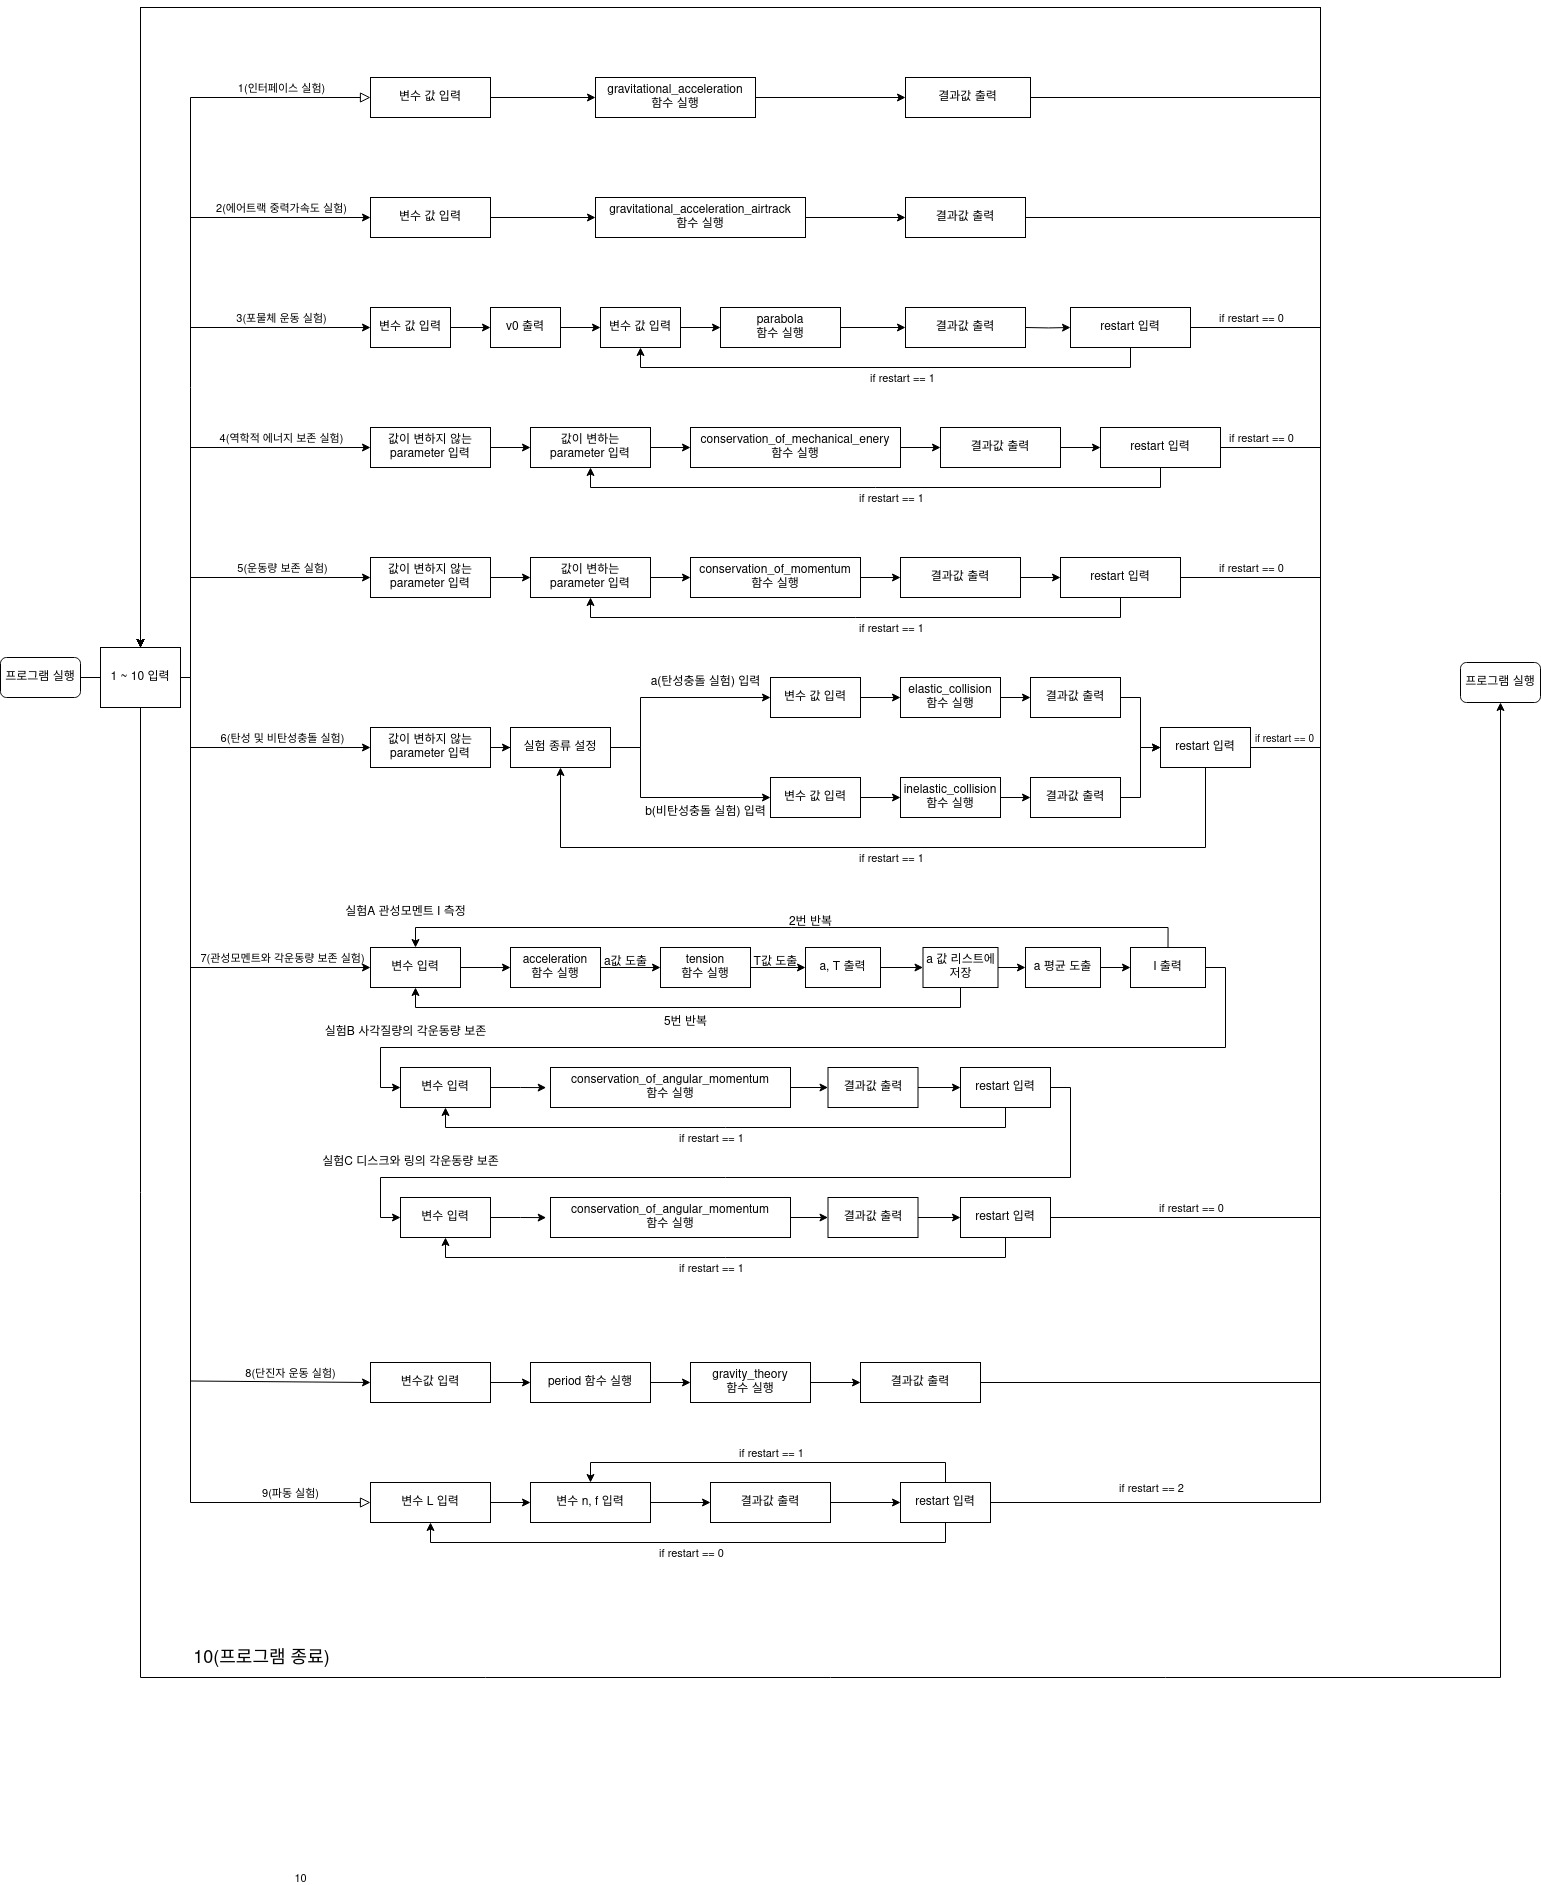 1(인터페이스 실험)
변수 값 입력
gravitational_acceleration
함수 실행
결과값 출력
2(에어트랙 중력가속도 실험)
변수 값 입력
gravitational_acceleration_airtrack
함수 실행
결과값 출력
3(포물체 운동 실험)
변수 값 입력
v0 출력
변수 값 입력
parabola
함수 실행
결과값 출력
restart 입력
if restart == 0
if restart == 1
4(역학적 에너지 보존 실험)
값이 변하지 않는
parameter 입력
값이 변하는
parameter 입력
conservation_of_mechanical_enery
함수 실행
결과값 출력
restart 입력
if restart == 0
if restart == 1
5(운동량 보존 실험)
값이 변하지 않는
parameter 입력
값이 변하는
parameter 입력
conservation_of_momentum
함수 실행
결과값 출력
restart 입력
if restart == 0
if restart == 1
프로그램 실행
1 ~ 10 입력
프로그램 실행
6(탄성 및 비탄성충돌 실험)
값이 변하지 않는
parameter 입력
실험 종류 설정
a(탄성충돌 실험) 입력
변수 값 입력
elastic_collision
함수 실행
결과값 출력
b(비탄성충돌 실험) 입력
변수 값 입력
inelastic_collision
함수 실행
결과값 출력
restart 입력
if restart == 0
if restart == 1
실험A 관성모멘트 I 측정
2번 반복
7(관성모멘트와 각운동량 보존 실험)
변수 입력
acceleration
함수 실행
a값 도출
tension
함수 실행
T값 도출
a, T 출력
a 값 리스트에
저장
a 평균 도출
I 출력
5번 반복
실험B 사각질량의 각운동량 보존
변수 입력
conservation_of_angular_momentum
함수 실행
결과값 출력
restart 입력
if restart == 1
실험C 디스크와 링의 각운동량 보존
변수 입력
conservation_of_angular_momentum
함수 실행
결과값 출력
restart 입력
if restart == 0
if restart == 1
8(단진자 운동 실험)
변수값 입력
period 함수 실행
gravity_theory
함수 실행
결과값 출력
if restart == 1
9(파동 실험)
변수 L 입력
변수 n, f 입력
결과값 출력
restart 입력
if restart == 2
if restart == 0
10(프로그램 종료)
10